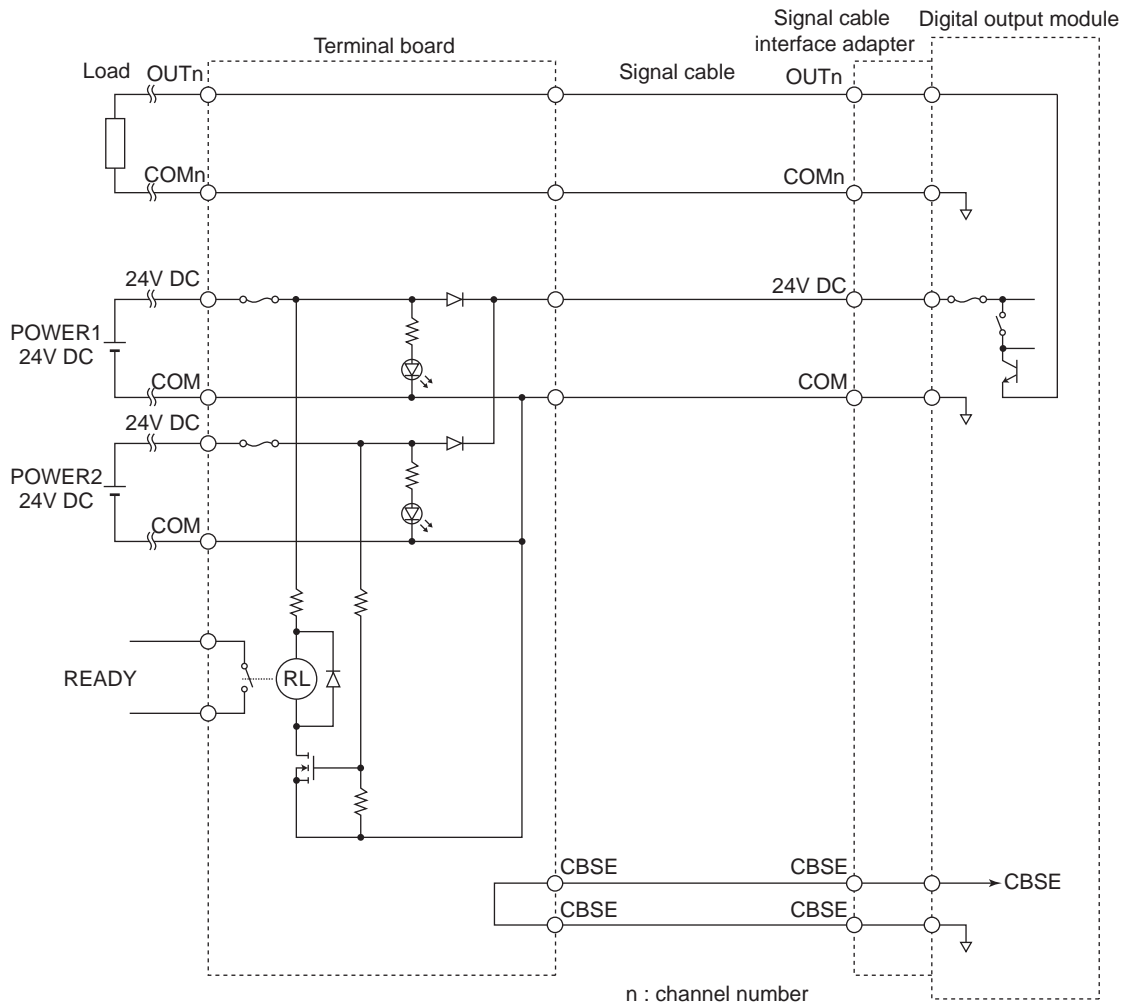 Terminal board
Signal cable
interface adapter
Digital output module
Load
OUTn
Signal cable
OUTn
COMn
COMn
24V DC
24V DC
POWER1
24V DC
COM
COM
24V DC
POWER2
24V DC
COM
READY
RL
CBSE
CBSE
CBSE
CBSE
CBSE
n : channel number